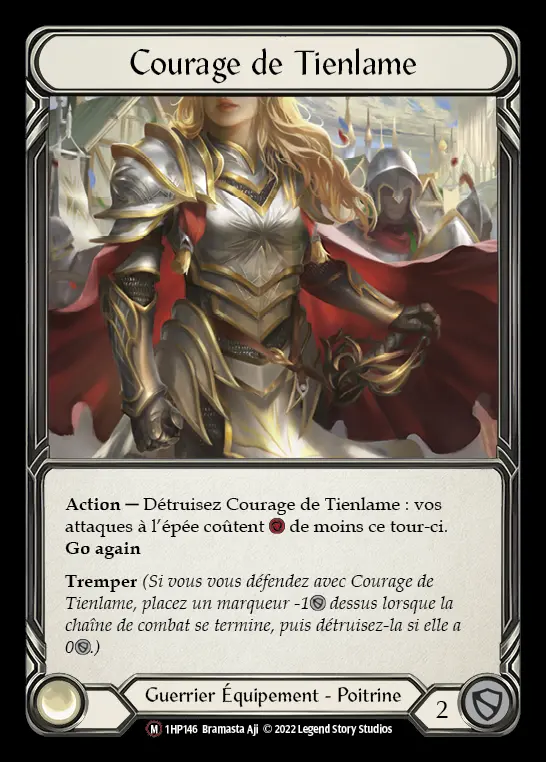 Courage de Tienlame
Action — Détruisez Courage de Tienlame : vos
attaques à l'épée coûtent de moins ce tour-ci.
Go again
Tremper (Si vous vous défendez avec Courage de
Tienlame, placez un marqueur -1 dessus lorsque la
chaîne de combat se termine, puis détruisez-la si elle a
0.)
Guerrier Équipement - Poitrine
2
M 1HP146 Bramasta Aji © 2022 Legend Story Studios